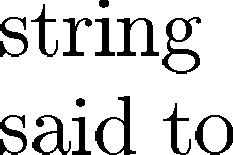 string
said to